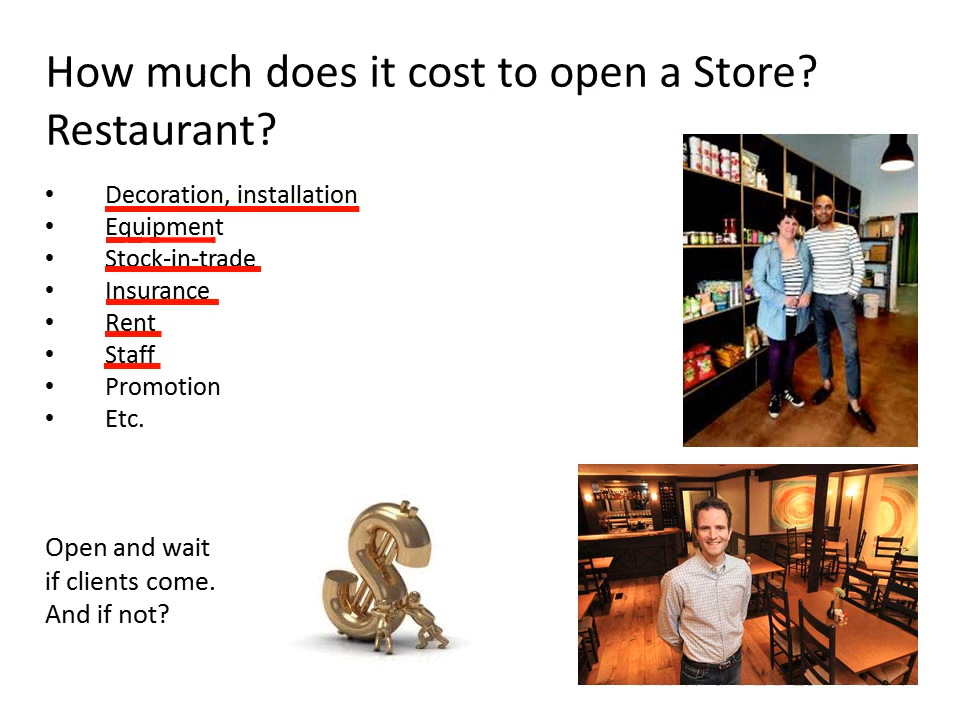 How much does it cost to open a Store?
Restaurant?
• Decoration, installation
• Equipment
• Stock-in-trade
• Insurance
• Rent
• Staff
• Promotion
• Etc.
Open and wait
if clients come.
And if not?